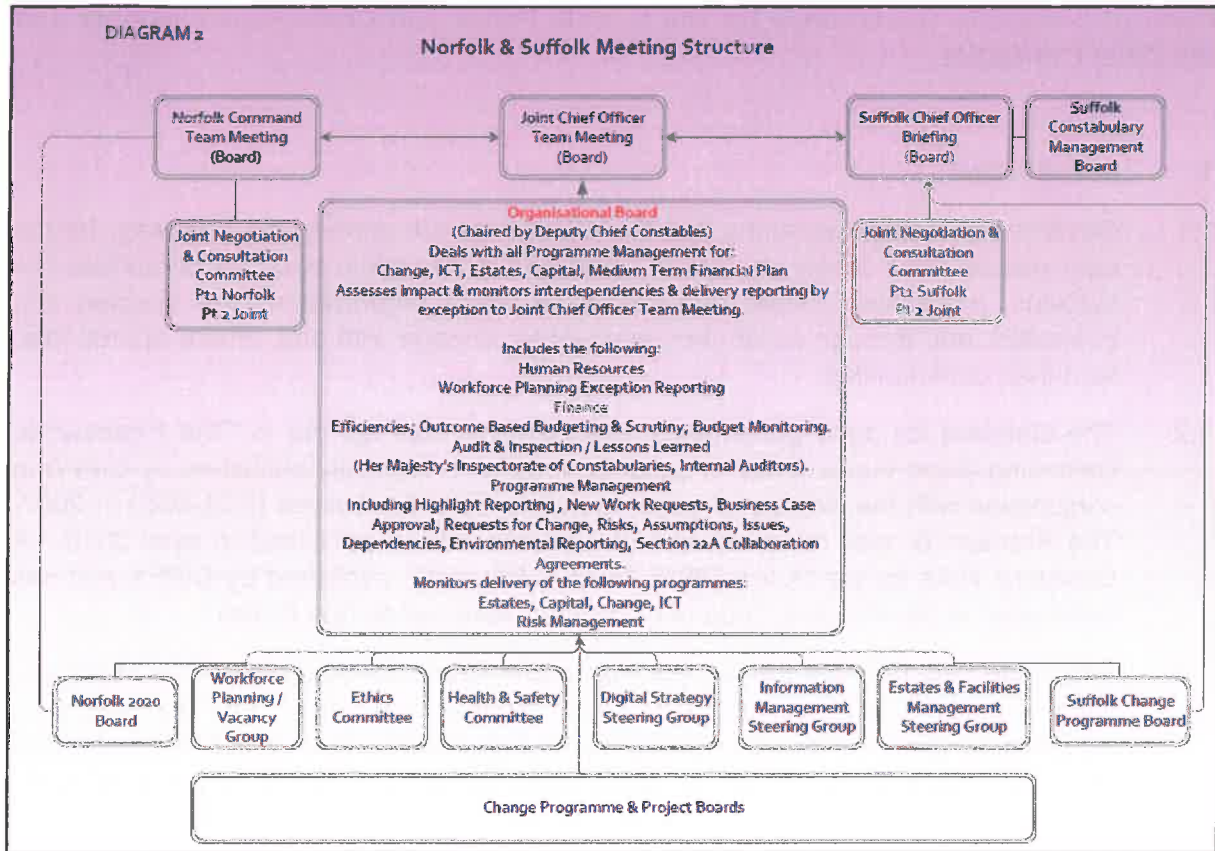 DIAGRAM 2
Norfolk & Suffolk Meeting Structure
Norfolk Command
Team Meeting
(Board)
Joint Chief Officer
Team Meeting
(Board)
Suffolk Chief Officer
Briefing
(Board)
Suffolk
Constabulary
Management
Board
Joint Negotiation
& Consultation
Committee
Pt1 Norfolk
Pt 2 Joint
Organisational Board
(Chaired by Deputy Chief Constables)
Deals with all Programme Management for:
Change, ICT, Estates, Capital, Medium Term Financial Plan
Assesses impact & monitors interdependencies & delivery reporting by
exception to Joint Chief Officer Team Meeting.
Includes the following:
Human Resources
Workforce Planning Exception Reporting
Finance
Efficiencies, Outcome Based Budgeting & Scrutiny, Budget Monitoring.
Audit & Inspection / Lessons Learned
(Her Majesty's Inspectorate of Constabularies, Internal Auditors).
Programme Management
Including Highlight Reporting, New Work Requests, Business Case
Approval, Requests for Change, Risks, Assumptions, Issues,
Dependencies, Environmental Reporting, Section 22A Collaboration
Agreements.
Monitors delivery of the following programmes:
Estates, Capital, Change, ICT
Risk Management
Joint Negotiation &
Consultation
Committee
Pt1 Suffolk
Pt 2 Joint
Norfolk 2020
Board
Workforce
Planning /
Vacancy
Group
Ethics
Committee
Health & Safety
Committee
Digital Strategy
Steering Group
Information
Management
Steering Group
Estates & Facilities
Management
Steering Group
Suffolk Change
Programme Board
Change Programme & Project Boards